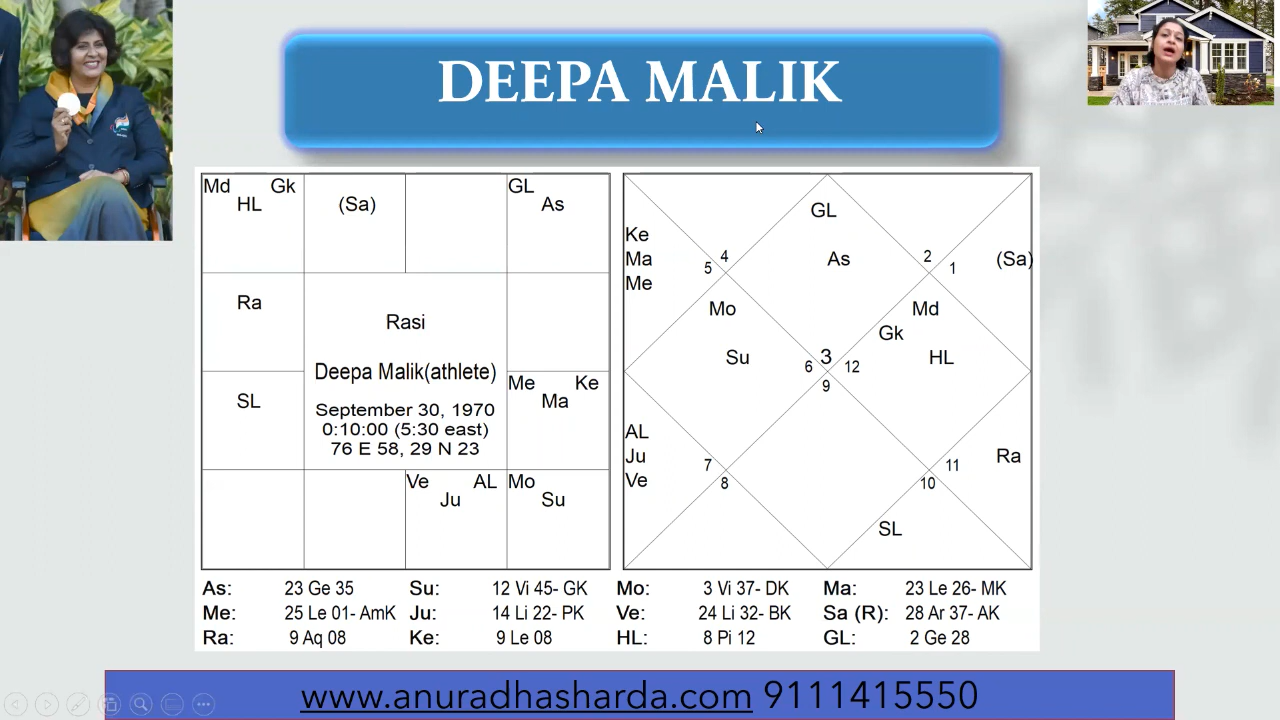 DEEPA MALIK
Md Gk
HL
(Sa)
GL
As
Ra
Rasi
Deepa Malik(athlete)
September 30, 1970
0:10:00 (5:30 east)
76 E 58, 29 N 23
SL
Me Ke
Ma
Ve AL
Ju
Mo
Su
GL
As
Ke
Ma
Me
4
5
2
1
(Sa)
Mo
Su
Md
Gk
HL
3
6
12
9
AL
Ju
Ve
7
8
11
10
Ra
SL
As: 23 Ge 35 Su: 12 Vi 45- GK Mo: 3 Vi 37- DK Ma: 23 Le 26- MK
Me: 25 Le 01- AmK Ju: 14 Li 22- PK Ve: 24 Li 32- BK Sa (R): 28 Ar 37- AK
Ra: 9 Aq 08 Ke: 9 Le 08 HL: 8 Pi 12 GL: 2 Ge 28
www.anuradhasharda.com 9111415550